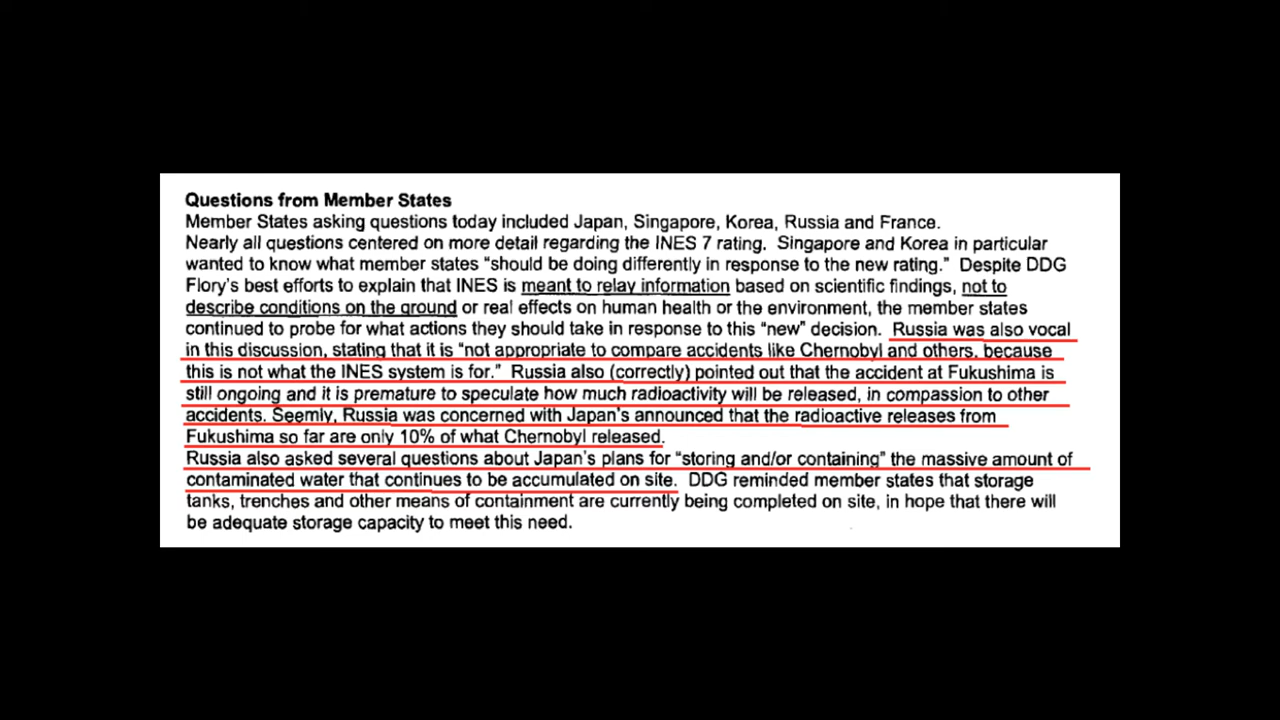 Questions from Member States
Member States asking questions today included Japan, Singapore, Korea, Russia and France.
Nearly all questions centered on more detail regarding the INES 7 rating. Singapore and Korea in particular
wanted to know what member states “should be doing differently in response to the new rating.” Despite DDG
Flory’s best efforts to explain that INES is meant to relay information based on scientific findings, not to
describe conditions on the ground or real effects on human health or the environment, the member states
continued to probe for what actions they should take in response to this “new” decision. Russia was also vocal
in this discussion, stating that it is “not appropriate to compare accidents like Chernobyl and others, because
this is not what the INES system is for.” Russia also (correctly) pointed out that the accident at Fukushima is
still ongoing and it is premature to speculate how much radioactivity will be released, in compassion to other
accidents. Seemly, Russia was concerned with Japan’s announced that the radioactive releases from
Fukushima so far are only 10% of what Chernobyl released.
Russia also asked several questions about Japan’s plans for “storing and/or containing” the massive amount of
contaminated water that continues to be accumulated on site. DDG reminded member states that storage
tanks, trenches and other means of containment are currently being completed on site, in hope that there will
be adequate storage capacity to meet this need.